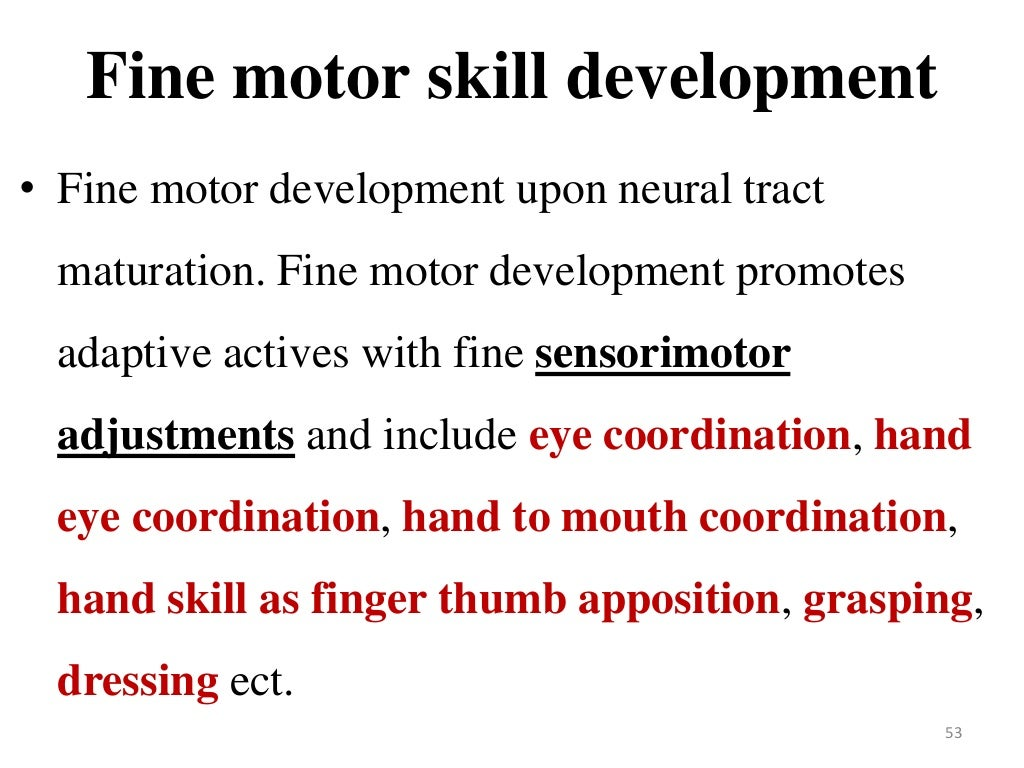 Fine motor skill development
• Fine motor development upon neural tract
maturation. Fine motor development promotes
adaptive actives with fine sensorimotor
adjustments and include eye coordination, hand
eye coordination, hand to mouth coordination,
hand skill as finger thumb apposition, grasping,
dressing ect.
53